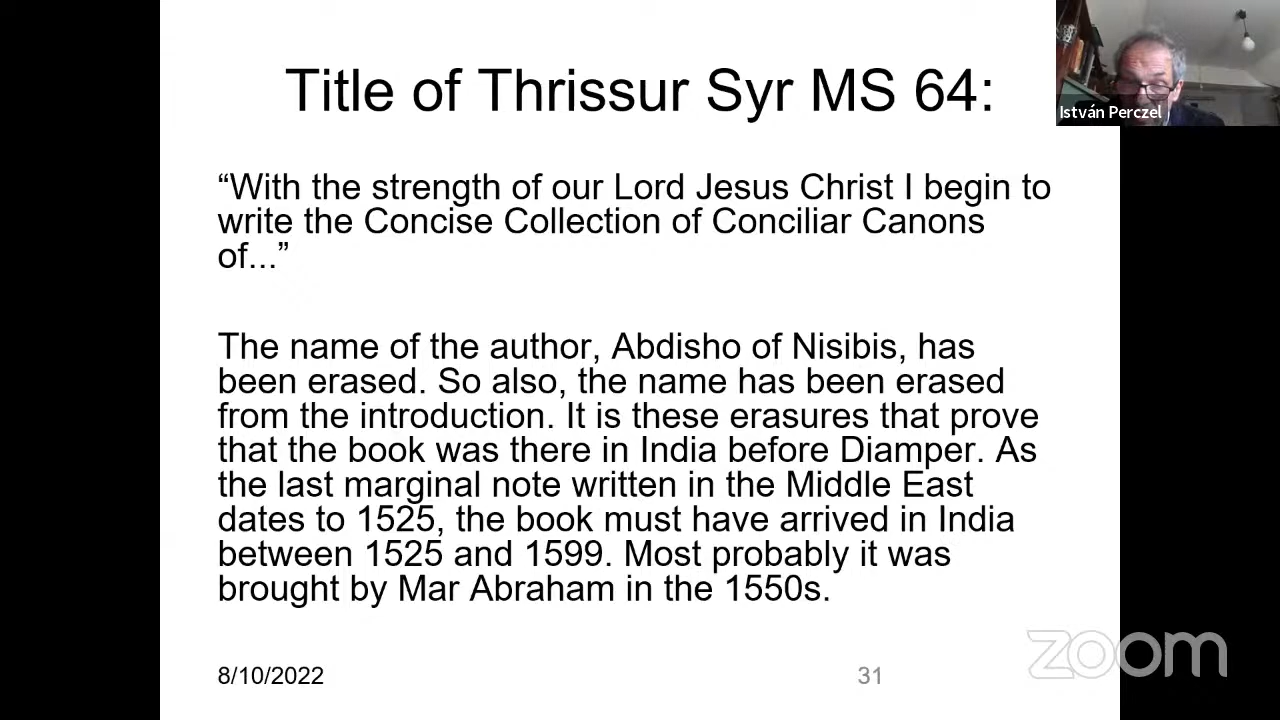 Title of Thrissur Syr MS 64:
István Perczel
“With the strength of our Lord Jesus Christ I begin to
write the Concise Collection of Conciliar Canons
of...”
The name of the author, Abdisho of Nisibis, has
been erased. So also, the name has been erased
from the introduction. It is these erasures that prove
that the book was there in India before Diamper. As
the last marginal note written in the Middle East
dates to 1525, the book must have arrived in India
between 1525 and 1599. Most probably it was
brought by Mar Abraham in the 1550s.
8/10/2022
31
zoom